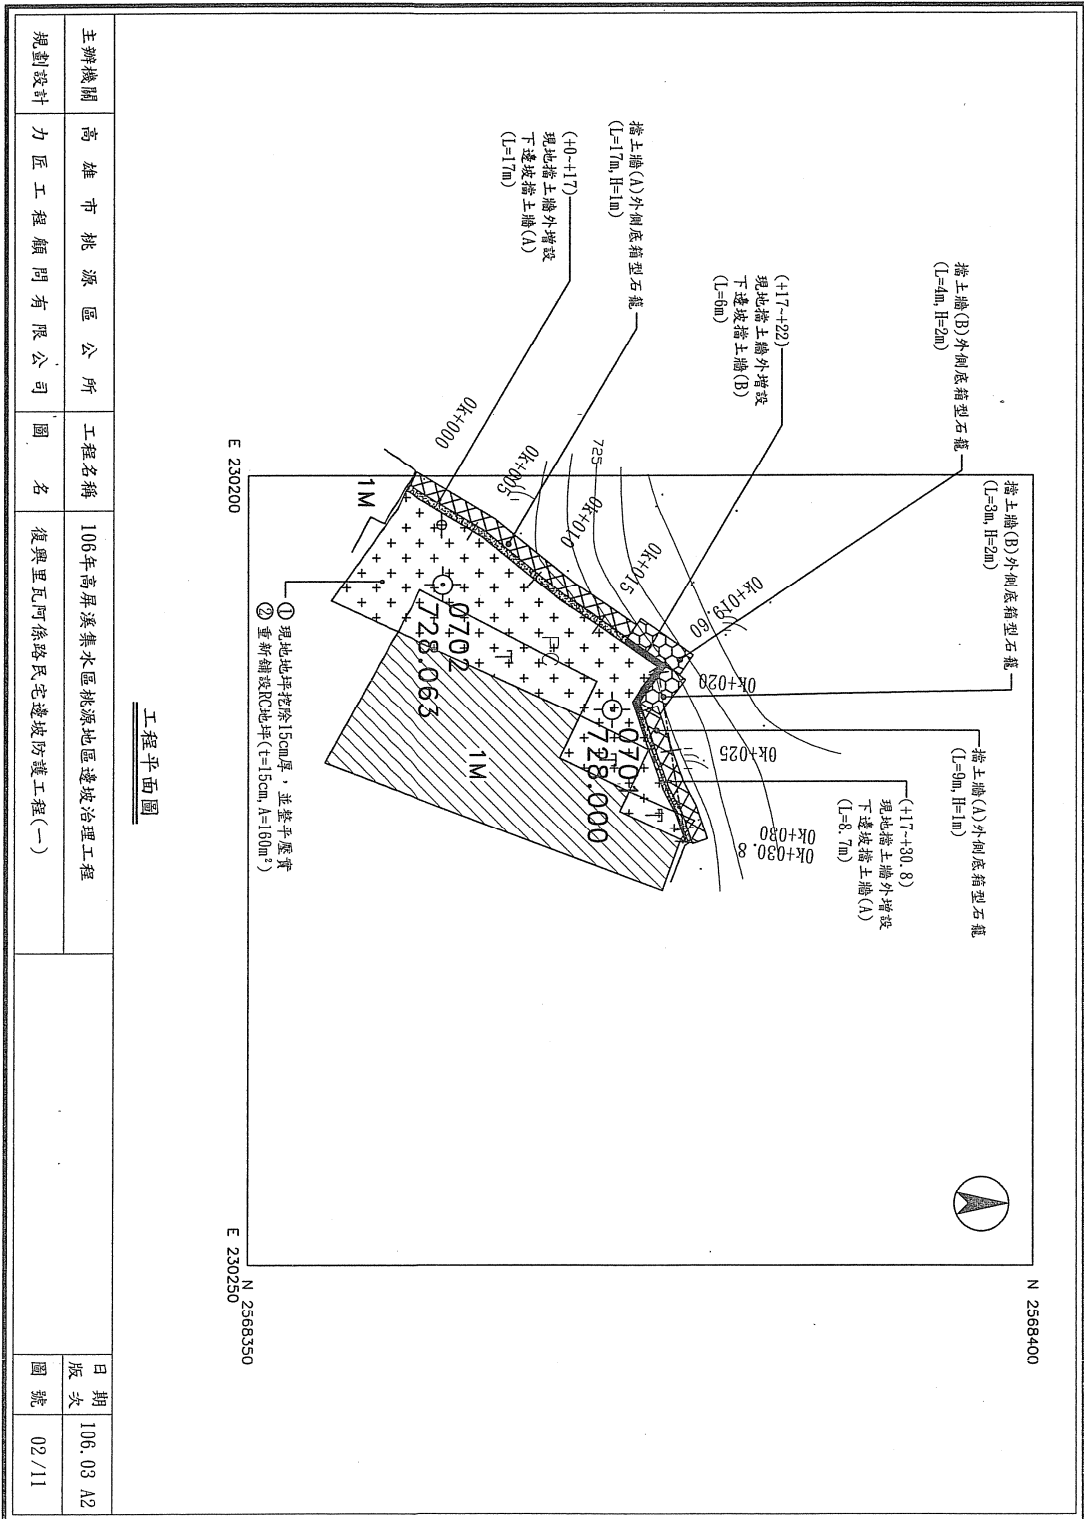 擋土牆(B)外側底箱型石籠
(L=3m, H=2m)
擋土牆(B)外側底箱型石籠
(L=4m, H=2m)
擋土牆(A)外側底箱型石籠
(L=9m, H=1m)
(+17~+30.8)
現地擋土牆外增設
下邊坡擋土牆(A)
(L=8.7m)
(+17~+22)
現地擋土牆外增設
下邊坡擋土牆(B)
(L=6m)
擋土牆(A)外側底箱型石籠
(L=17m, H=1m)
(+0~+17)
現地擋土牆外增設
下邊坡擋土牆(A)
(L=17m)
N 2568400
N 2568350
E 230200
E 230250
0k+000
0k+005
0k+010
0k+015
0k+019.60
0k+020
0k+025
0k+030
0k+030.8
725
0701
728.000
0702
728.063
1M
1M
① 現地地坪挖除15cm厚，並整平壓實
② 重新舖設RC地坪(t=15cm, A=160m²)
工程平面圖
主辦機關
高雄市桃源區公所
工程名稱
106年高屏溪集水區桃源地區邊坡治理工程
日期
版次
106.03 A2
規劃設計
力匠工程顧問有限公司
圖名
復興里瓦阿係路民宅邊坡防護工程(一)
圖號
02/11